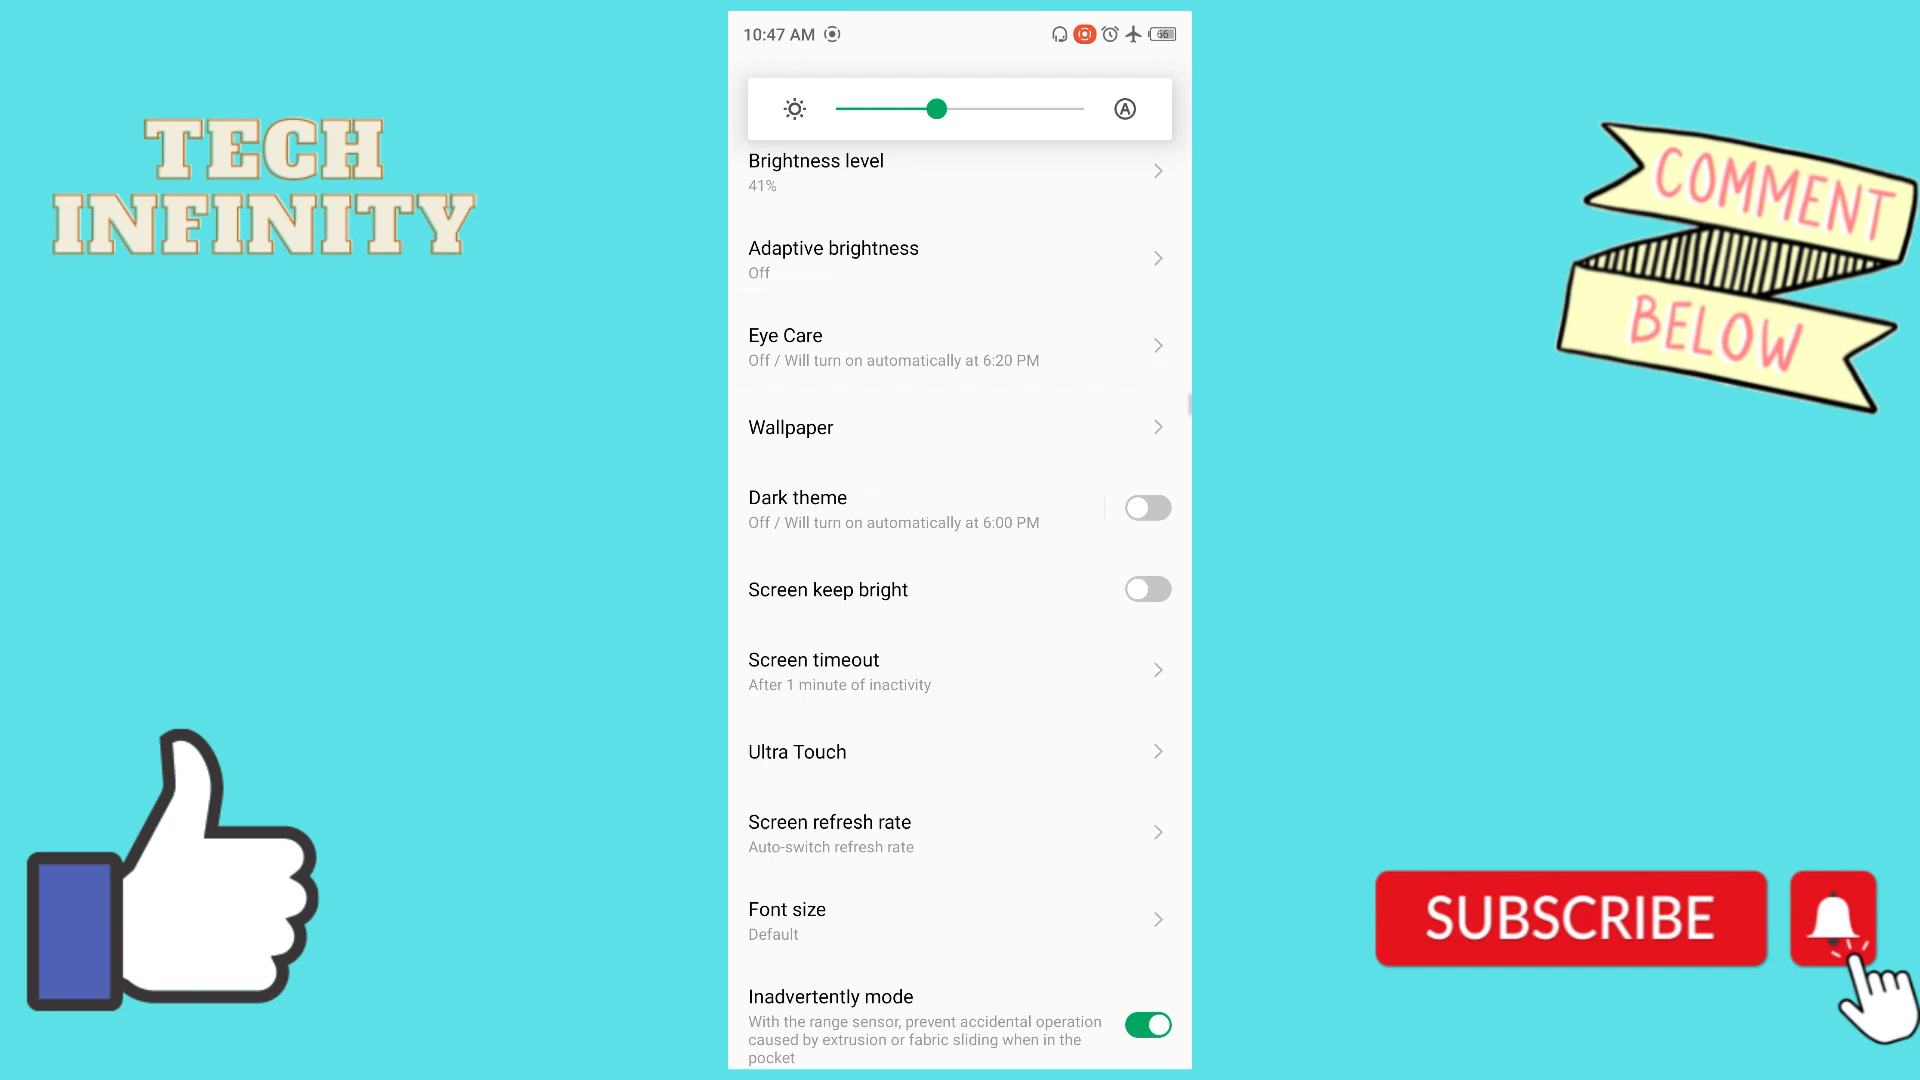 TECH
INFINITY
10:47 AM
66
A
Brightness level
41%
Adaptive brightness
Off
Eye Care
Off / Will turn on automatically at 6:20 PM
Wallpaper
Dark theme
Off / Will turn on automatically at 6:00 PM
Screen keep bright
Screen timeout
After 1 minute of inactivity
Ultra Touch
Screen refresh rate
Auto-switch refresh rate
Font size
Default
Inadvertently mode
With the range sensor, prevent accidental operation
caused by extrusion or fabric sliding when in the
pocket
COMMENT
BELOW
SUBSCRIBE